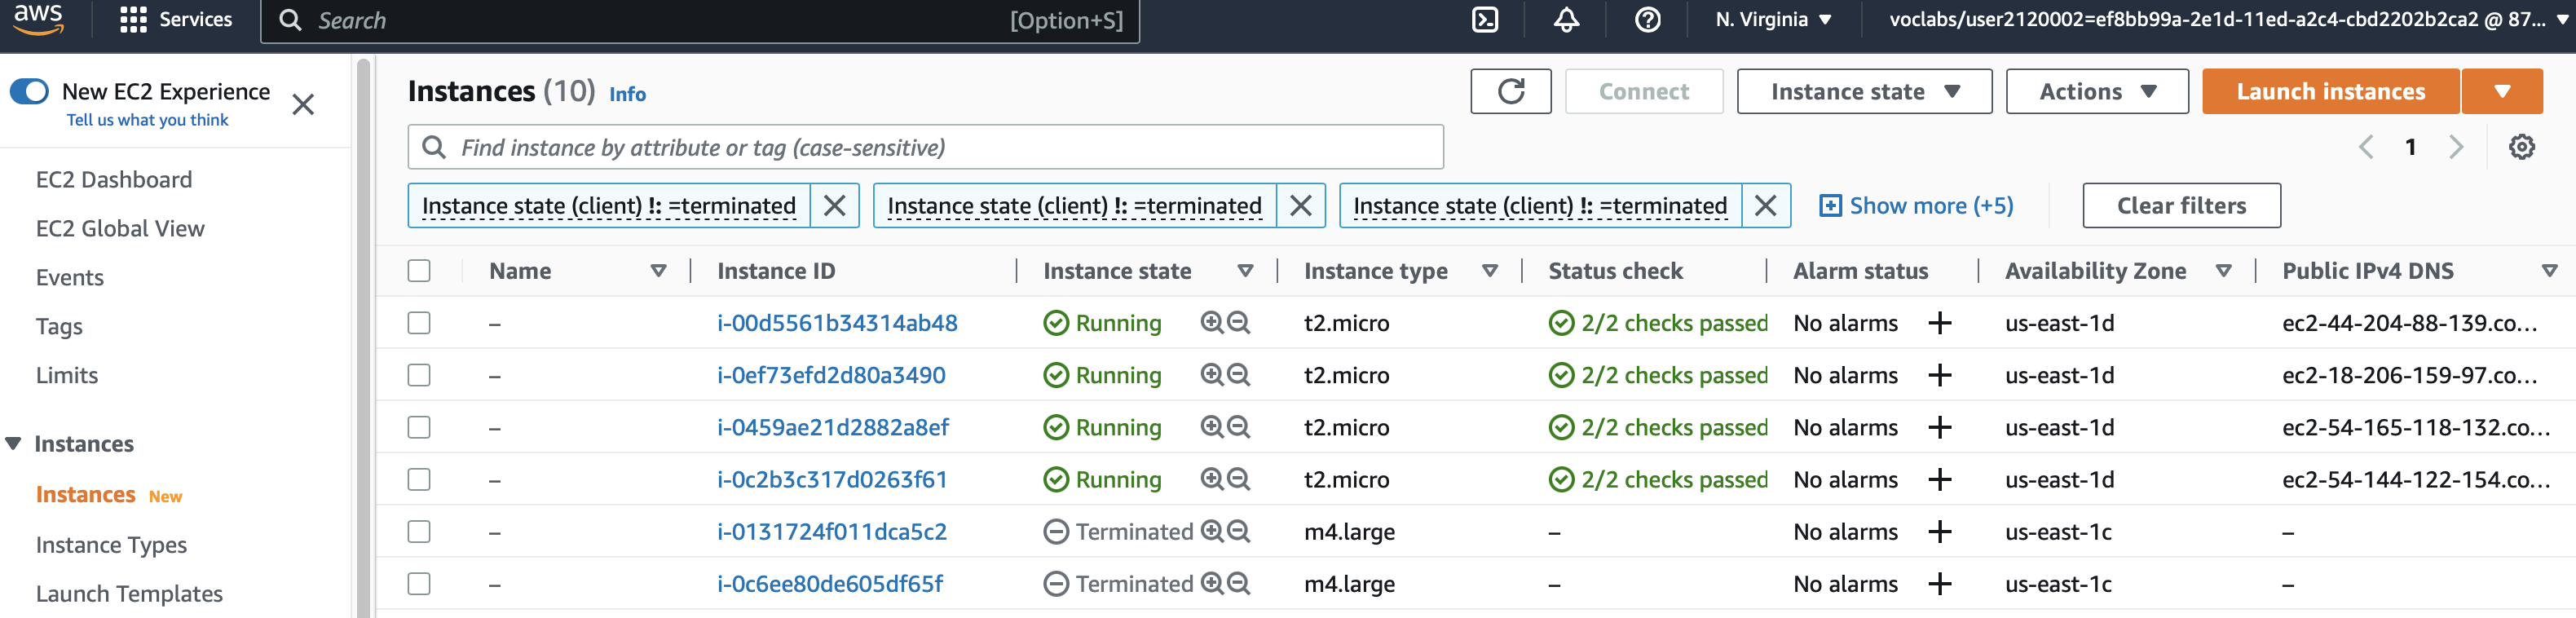 aws Services Search [Option+S] N. Virginia ▼ voclabs/user2120002=ef8bb99a-2e1d-11ed-a2c4-cbd2202b2ca2 @ 87... ▼
New EC2 Experience
Tell us what you think
EC2 Dashboard
EC2 Global View
Events
Tags
Limits
Instances
Instances New
Instance Types
Launch Templates
Instances (10) Info
Connect Instance state ▼ Actions ▼ Launch instances ▼
Find instance by attribute or tag (case-sensitive)
1
Instance state (client) !: =terminated Instance state (client) !: =terminated Instance state (client) !: =terminated Show more (+5) Clear filters
Name Instance ID Instance state Instance type Status check Alarm status Availability Zone Public IPv4 DNS
– i-00d5561b34314ab48 Running t2.micro 2/2 checks passed No alarms + us-east-1d ec2-44-204-88-139.co...
– i-0ef73efd2d80a3490 Running t2.micro 2/2 checks passed No alarms + us-east-1d ec2-18-206-159-97.co...
– i-0459ae21d2882a8ef Running t2.micro 2/2 checks passed No alarms + us-east-1d ec2-54-165-118-132.co...
– i-0c2b3c317d0263f61 Running t2.micro 2/2 checks passed No alarms + us-east-1d ec2-54-144-122-154.co...
– i-0131724f011dca5c2 Terminated m4.large – No alarms + us-east-1c –
– i-0c6ee80de605df65f Terminated m4.large – No alarms + us-east-1c –